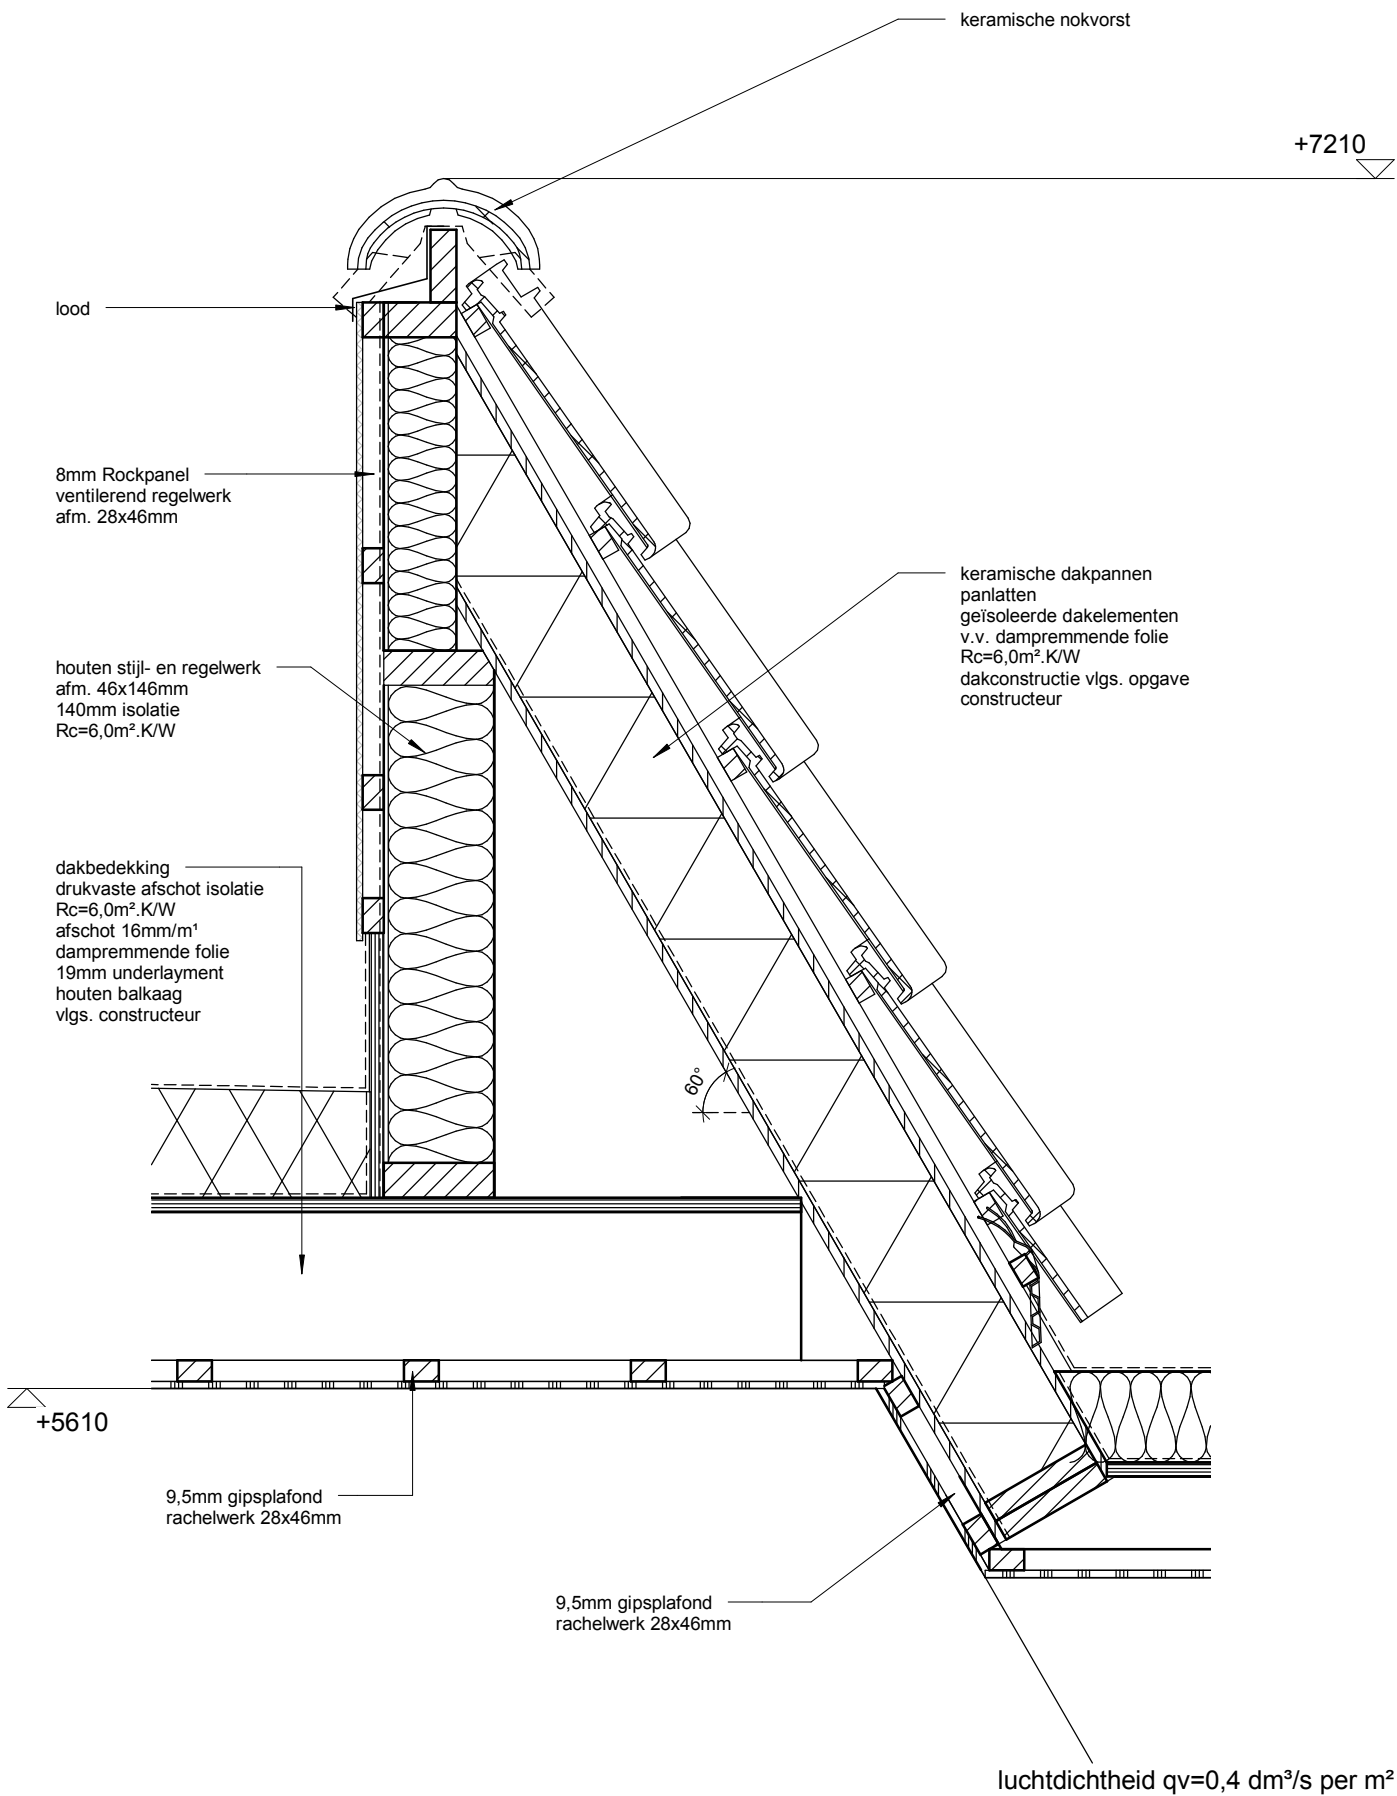 keramische nokvorst
+7210
lood
8mm Rockpanel
ventilerend regelwerk
afm. 28x46mm
keramische dakpannen
panlatten
geïsoleerde dakelementen
v.v. dampremmende folie
Rc=6,0m².K/W
dakconstructie vlgs. opgave
constructeur
houten stijl- en regelwerk
afm. 46x146mm
140mm isolatie
Rc=6,0m².K/W
dakbedekking
drukvaste afschot isolatie
Rc=6,0m².K/W
afschot 16mm/m¹
dampremmende folie
19mm underlayment
houten balkaag
vlgs. constructeur
60°
+5610
9,5mm gipsplafond
rachelwerk 28x46mm
9,5mm gipsplafond
rachelwerk 28x46mm
luchtdichtheid qv=0,4 dm³/s per m²